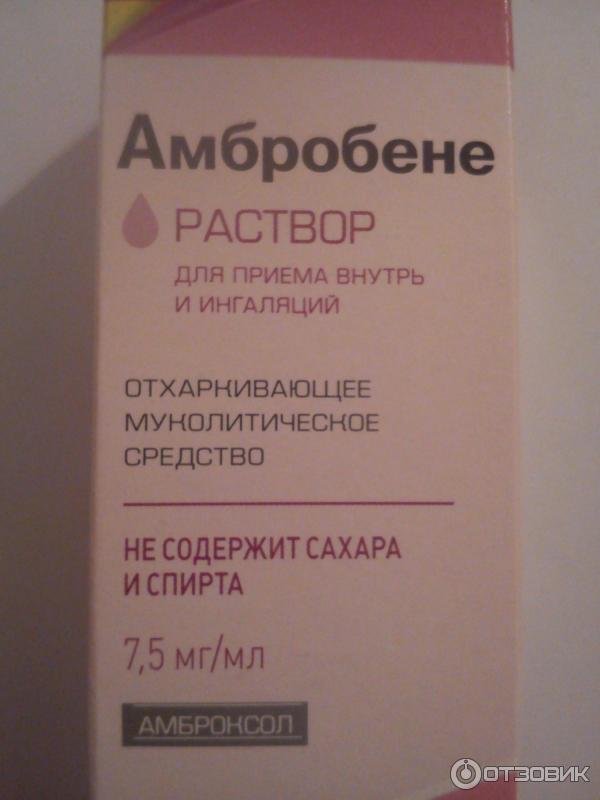 Амбробене
РАСТВОР
ДЛЯ ПРИЕМА ВНУТРЬ
И ИНГАЛЯЦИЙ
ОТХАРКИВАЮЩЕЕ
МУКОЛИТИЧЕСКОЕ
СРЕДСТВО
НЕ СОДЕРЖИТ САХАРА
И СПИРТА
7,5 мг/мл
АМБРОКСОЛ
ОТЗОВИК